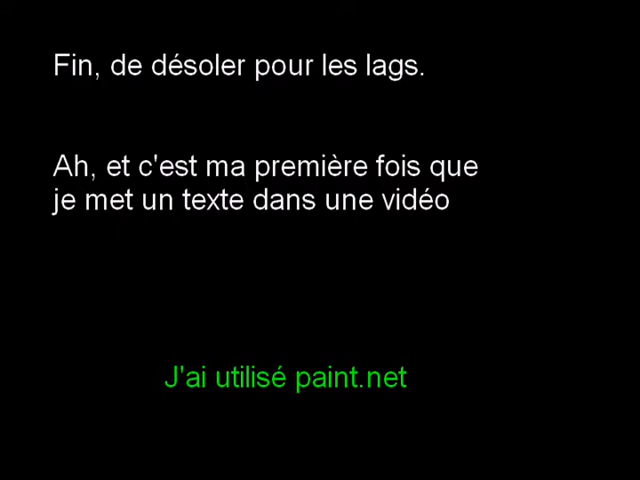 Fin, de désoler pour les lags.
Ah, et c'est ma première fois que
je met un texte dans une vidéo
J'ai utilisé paint.net